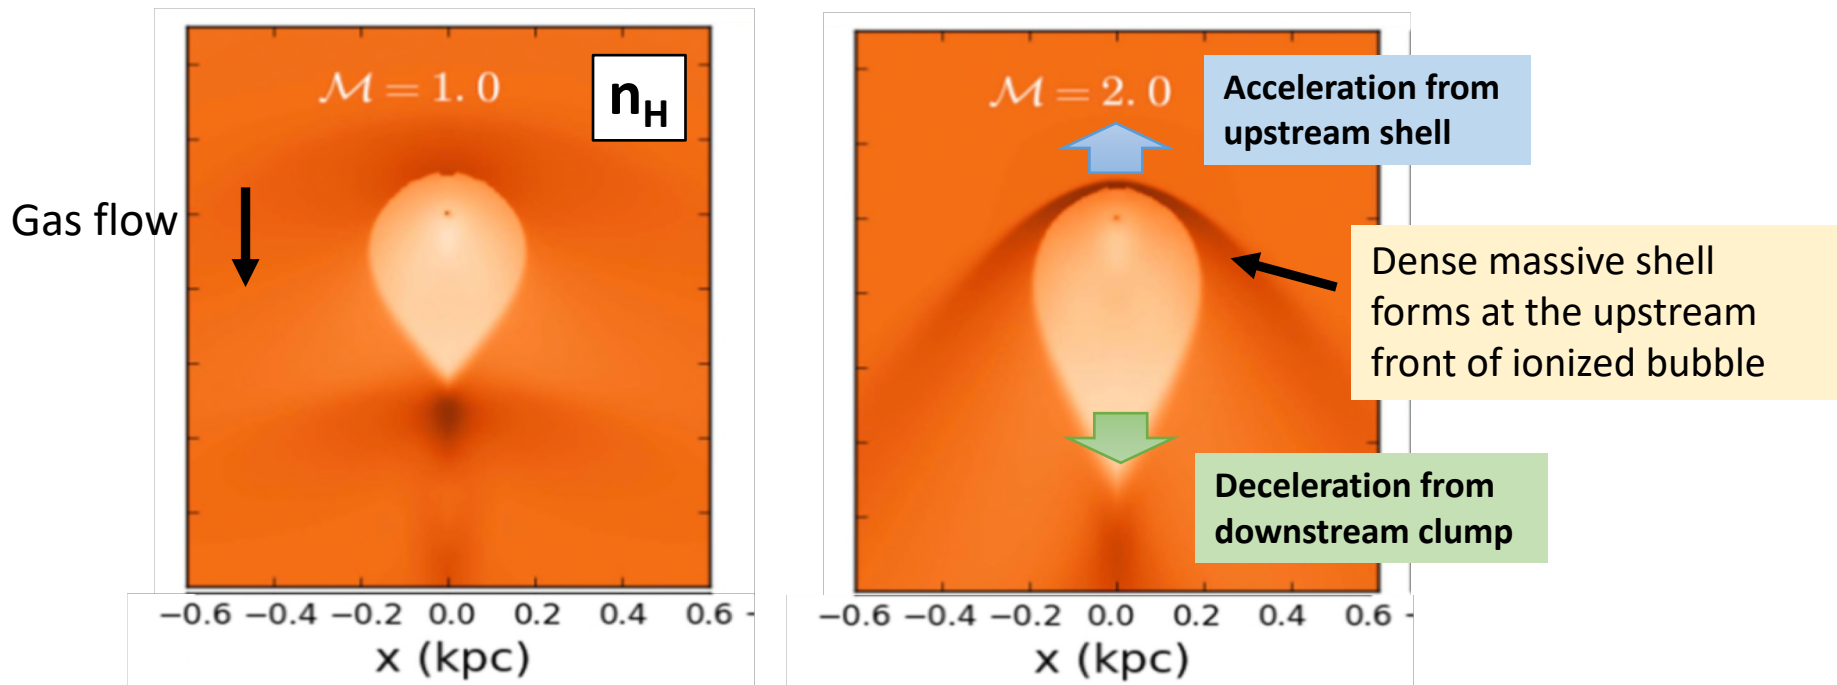 Gas flow
ℳ = 1.0
n_H
−0.6 −0.4 −0.2 0.0 0.2 0.4 0.6
x (kpc)
ℳ = 2.0
Acceleration from
upstream shell
Dense massive shell
forms at the upstream
front of ionized bubble
Deceleration from
downstream clump
−0.6 −0.4 −0.2 0.0 0.2 0.4 0.6
x (kpc)